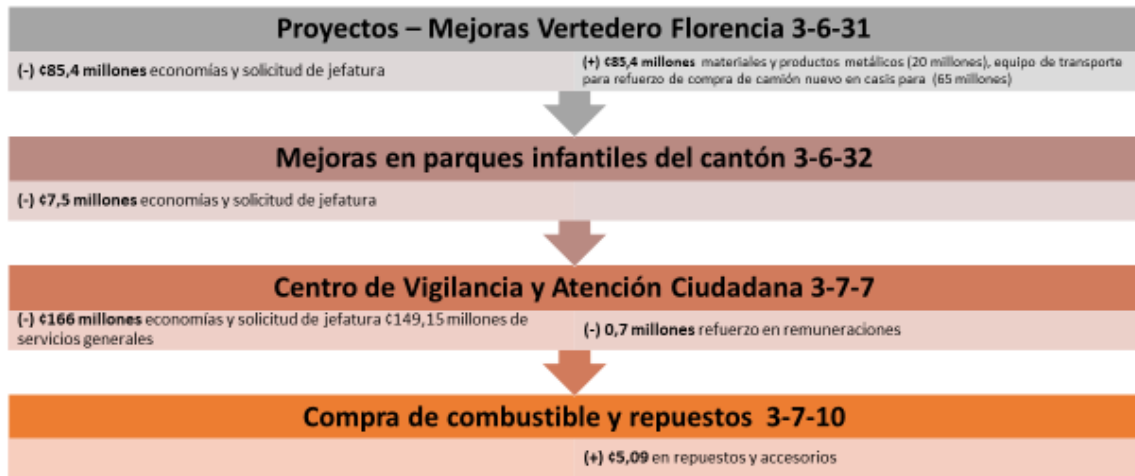 Proyectos – Mejoras Vertedero Florencia 3-6-31
(-) ¢85,4 millones economías y solicitud de jefatura
(+) ¢85,4 millones materiales y productos metálicos (20 millones), equipo de transporte
para refuerzo de compra de camión nuevo en casis para (65 millones)
Mejoras en parques infantiles del cantón 3-6-32
(-) ¢7,5 millones economías y solicitud de jefatura
Centro de Vigilancia y Atención Ciudadana 3-7-7
(-) ¢166 millones economías y solicitud de jefatura ¢149,15 millones de
servicios generales
(-) 0,7 millones refuerzo en remuneraciones
Compra de combustible y repuestos 3-7-10
(+) ¢5,09 en repuestos y accesorios